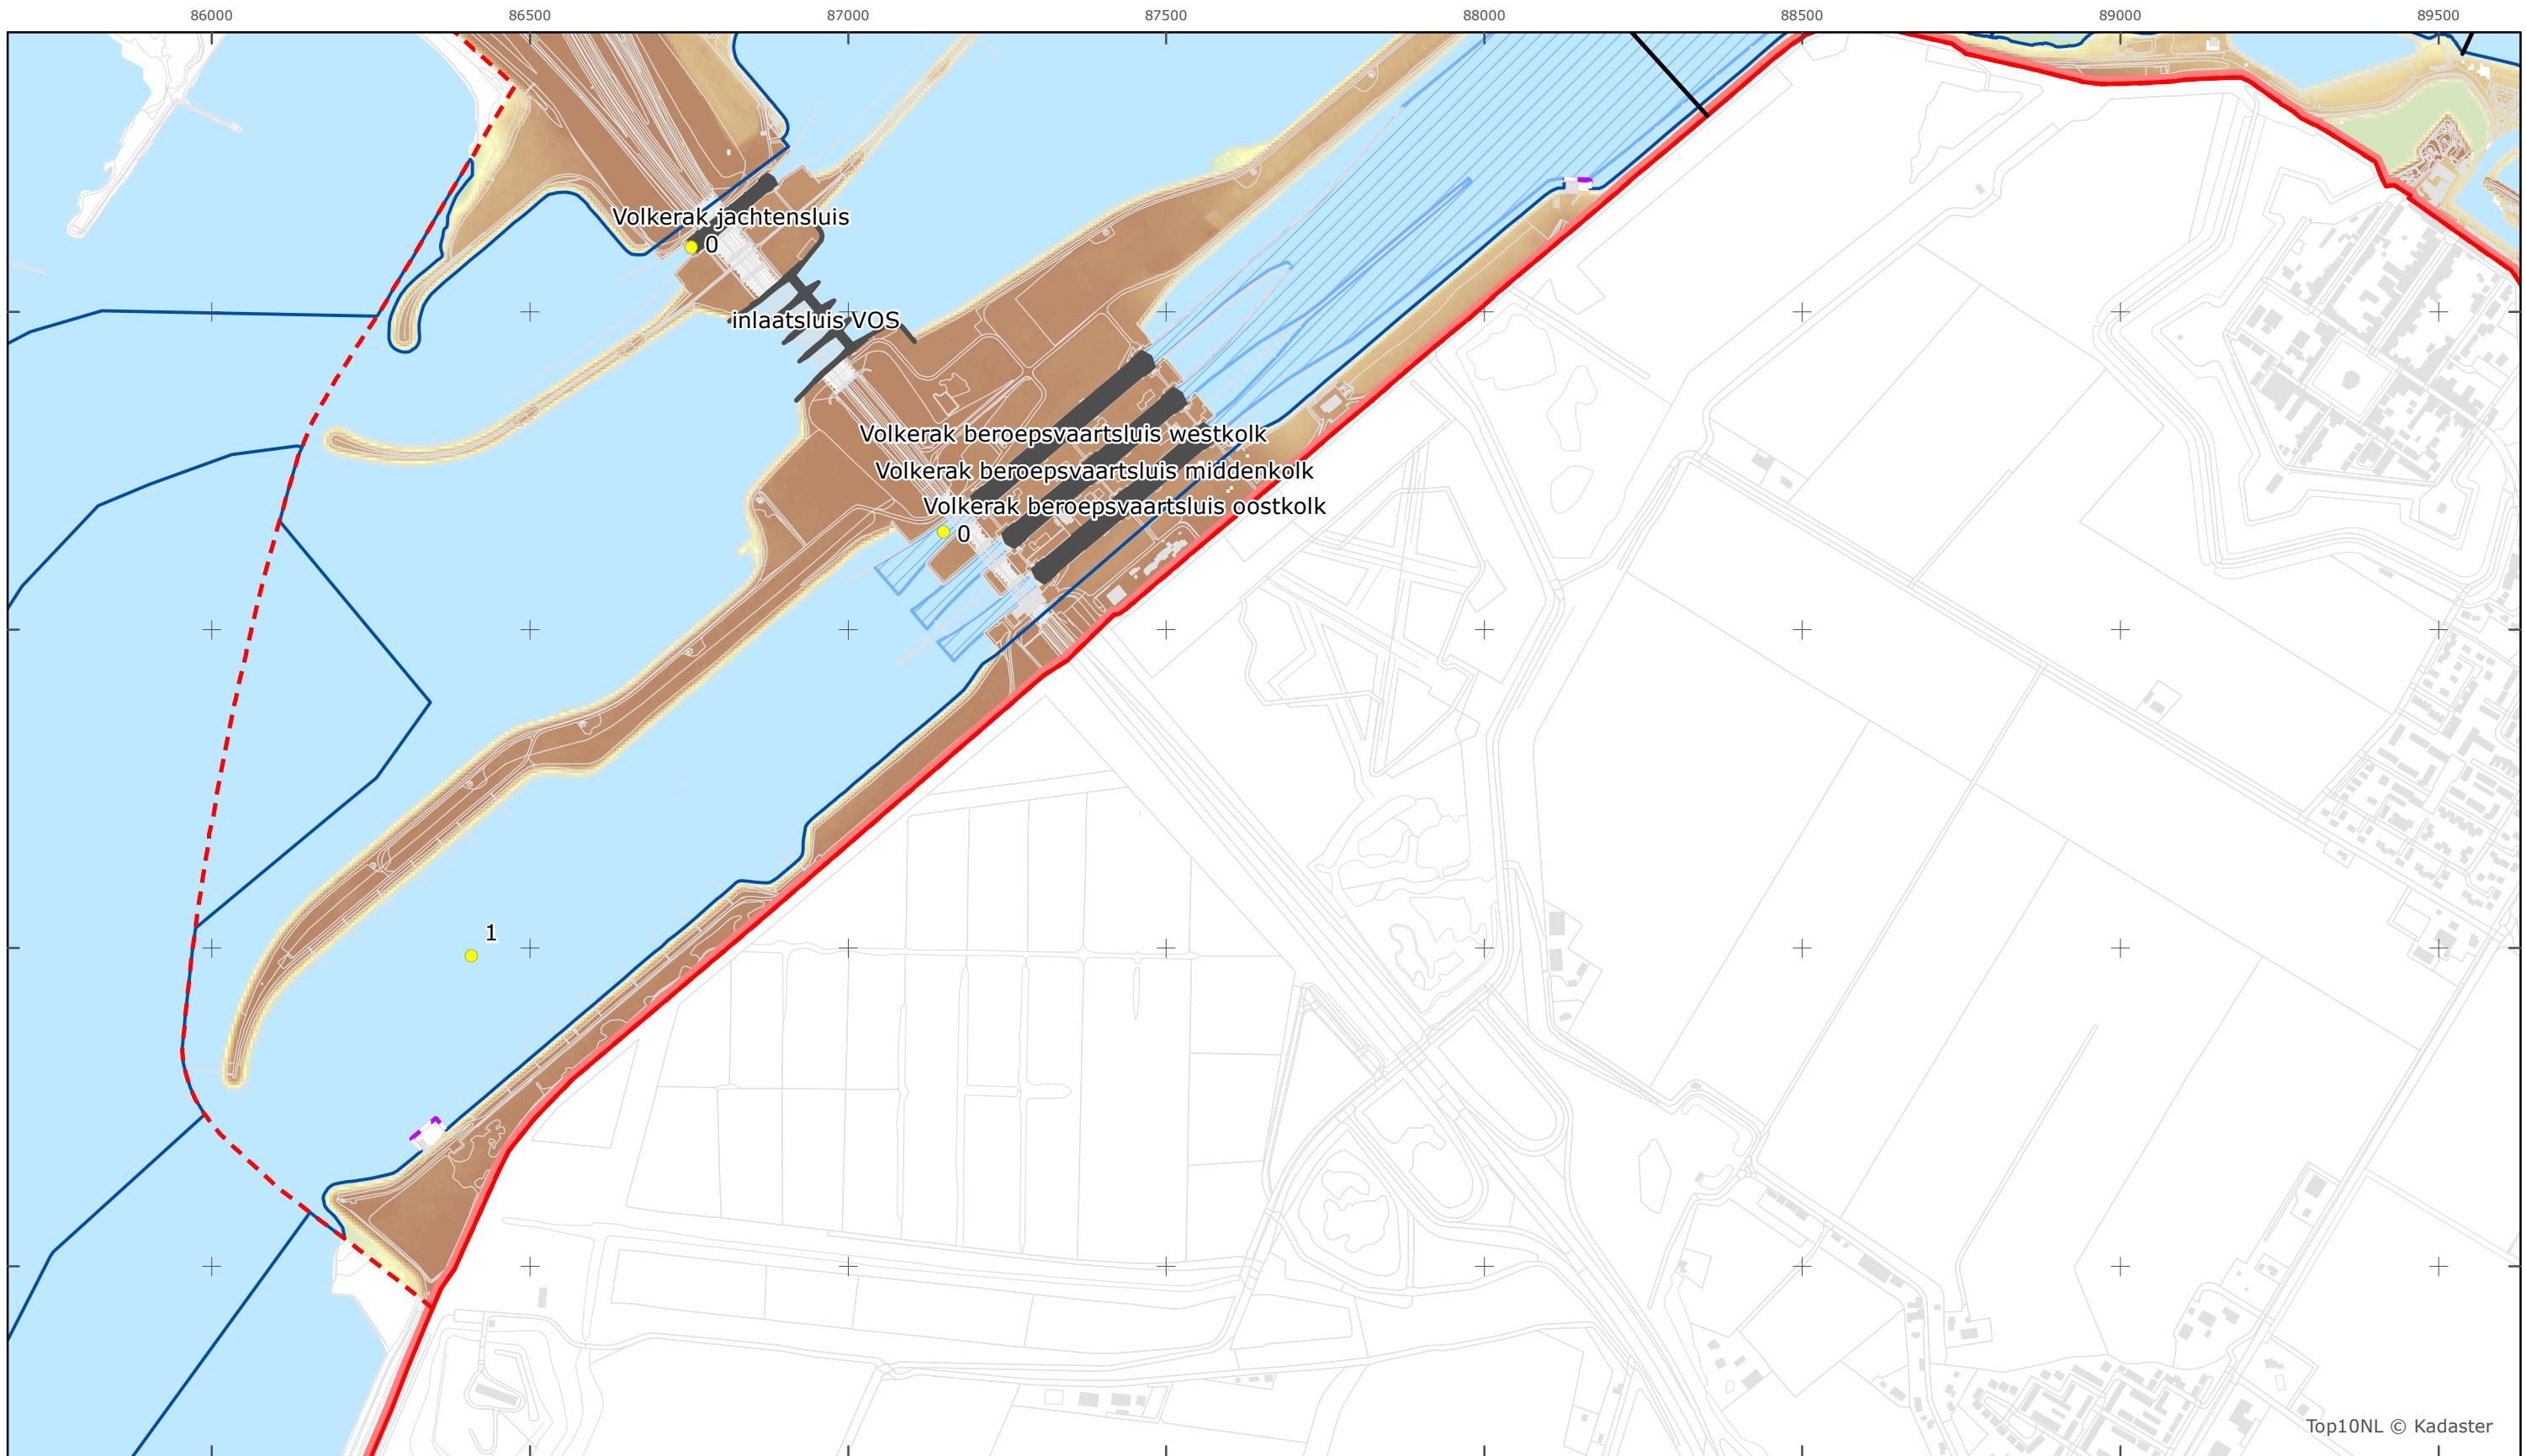 86000 86500 87000 87500 88000 88500 89000 89500
Volkerak jachtensluis
0
inlaatsluis VOS
Volkerak beroepsvaartsluis westkolk
Volkerak beroepsvaartsluis middenkolk
Volkerak beroepsvaartsluis oostkolk
0
1
Top10NL © Kadaster